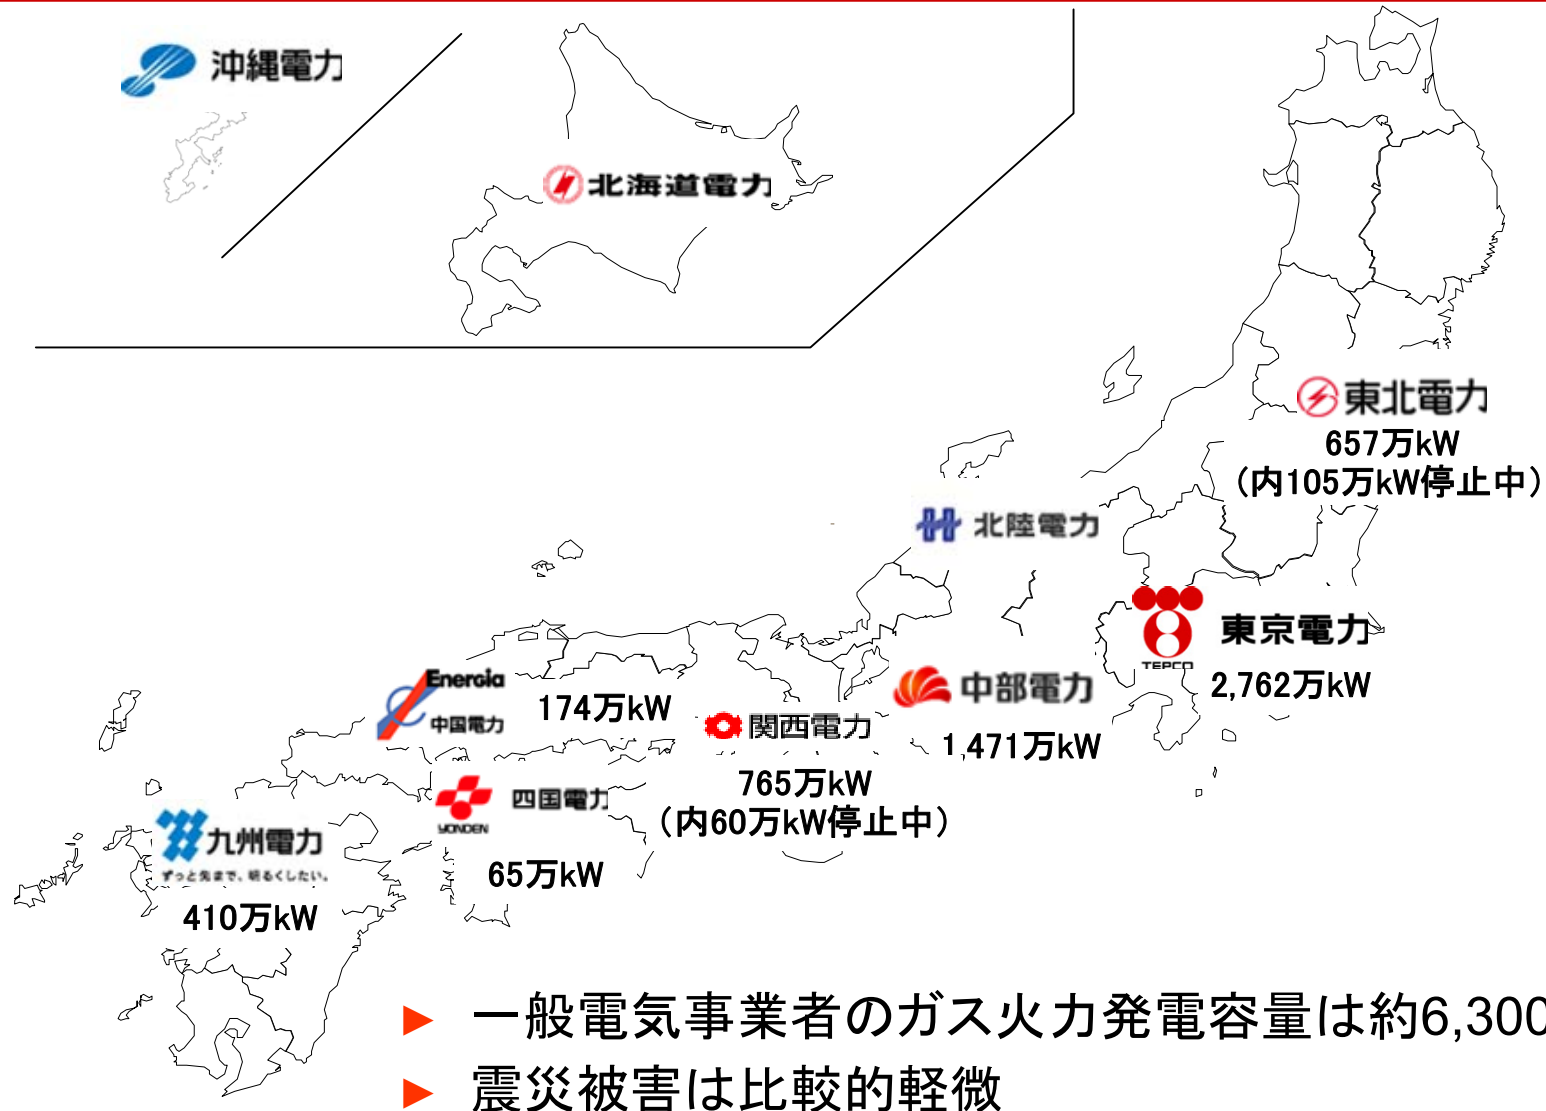 沖縄電力
北海道電力
東北電力
657万kW
（内105万kW停止中）
北陸電力
東京電力
TEPCO
2,762万kW
中部電力
1,471万kW
Energia
中国電力
174万kW
関西電力
765万kW
（内60万kW停止中）
四国電力
YONDEN
65万kW
九州電力
ずっと先まで、明るくしたい。
410万kW
► 一般電気事業者のガス火力発電容量は約6,300
► 震災被害は比較的軽微